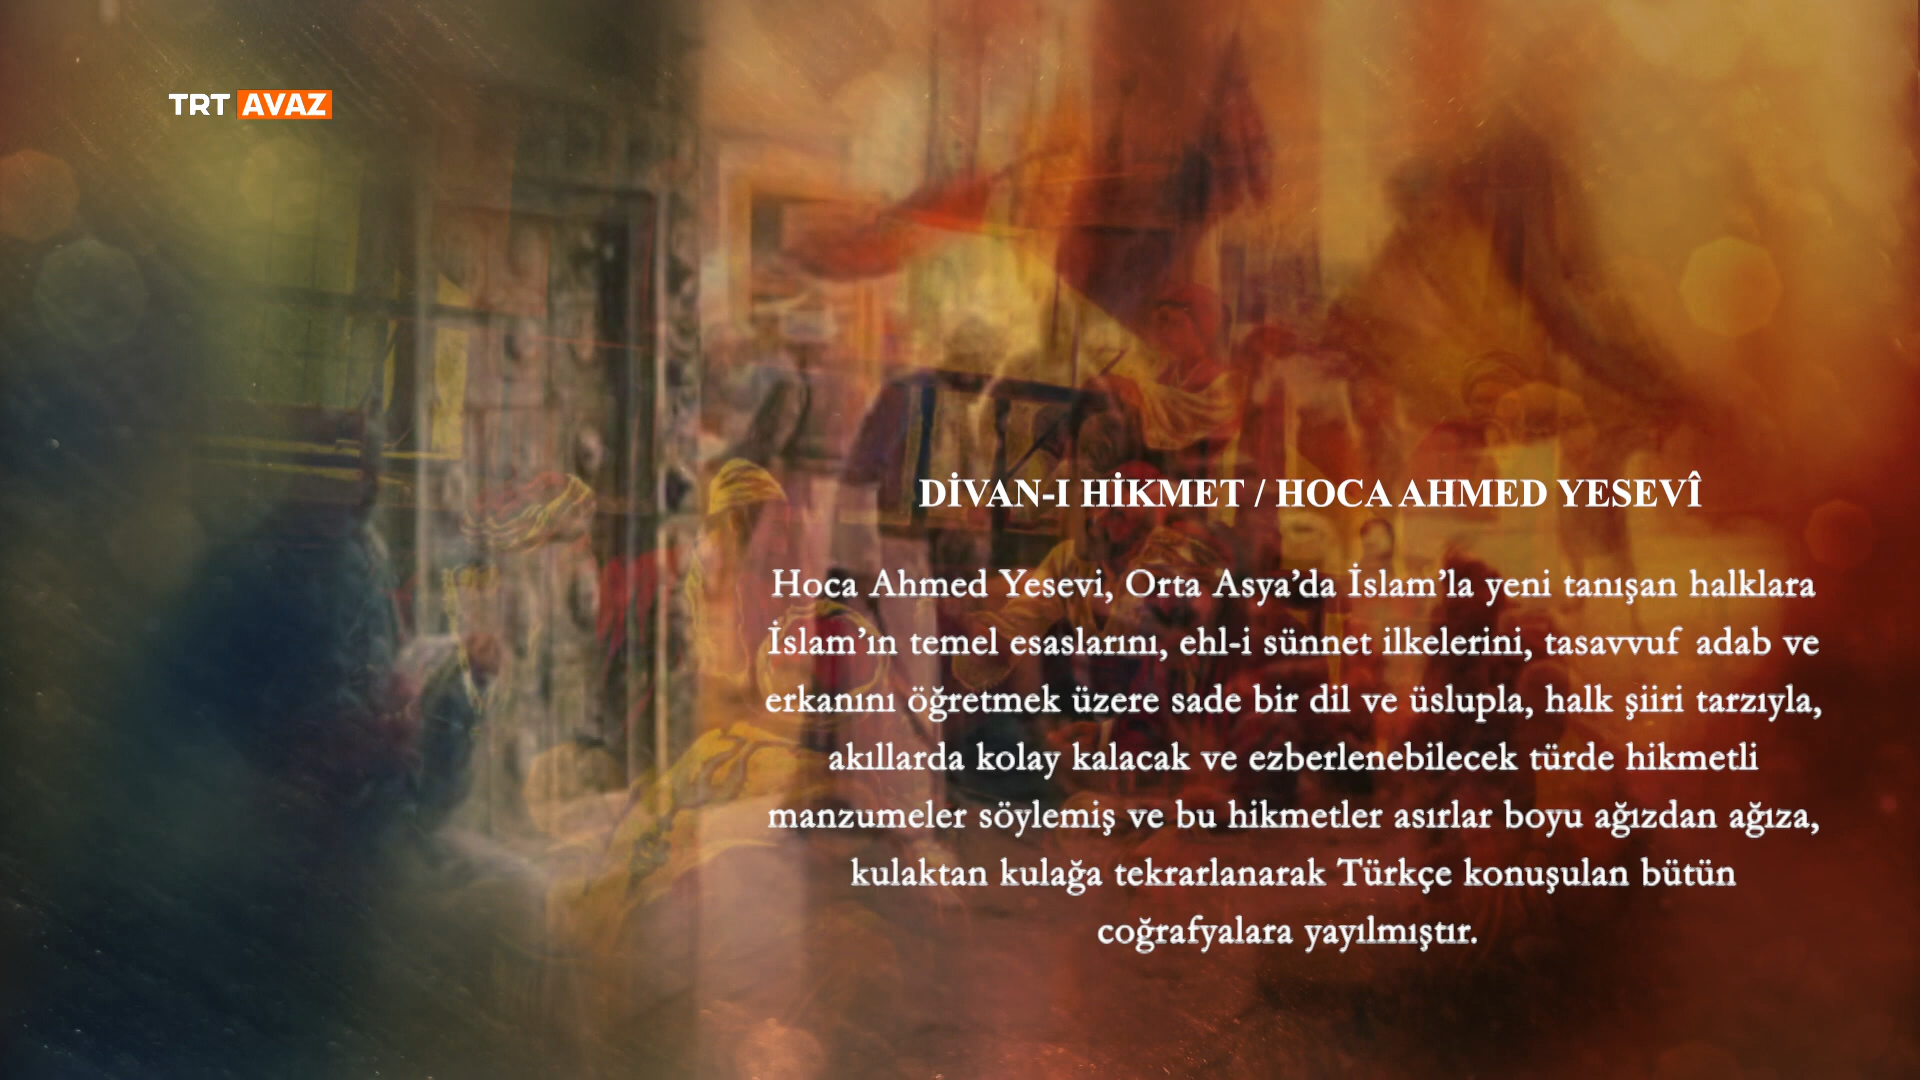 TRT AVAZ
DİVAN-I HİKMET / HOCA AHMED YESEVÎ
Hoca Ahmed Yesevi, Orta Asya’da İslam’la yeni tanışan halklara
İslam’ın temel esaslarını, ehl-i sünnet ilkelerini, tasavvuf adab ve
erkanını öğretmek üzere sade bir dil ve üslupla, halk şiiri tarzıyla,
akıllarda kolay kalacak ve ezberlenebilecek türde hikmetli
manzumeler söylemiş ve bu hikmetler asırlar boyu ağızdan ağıza,
kulaktan kulağa tekrarlanarak Türkçe konuşulan bütün
coğrafyalara yayılmıştır.